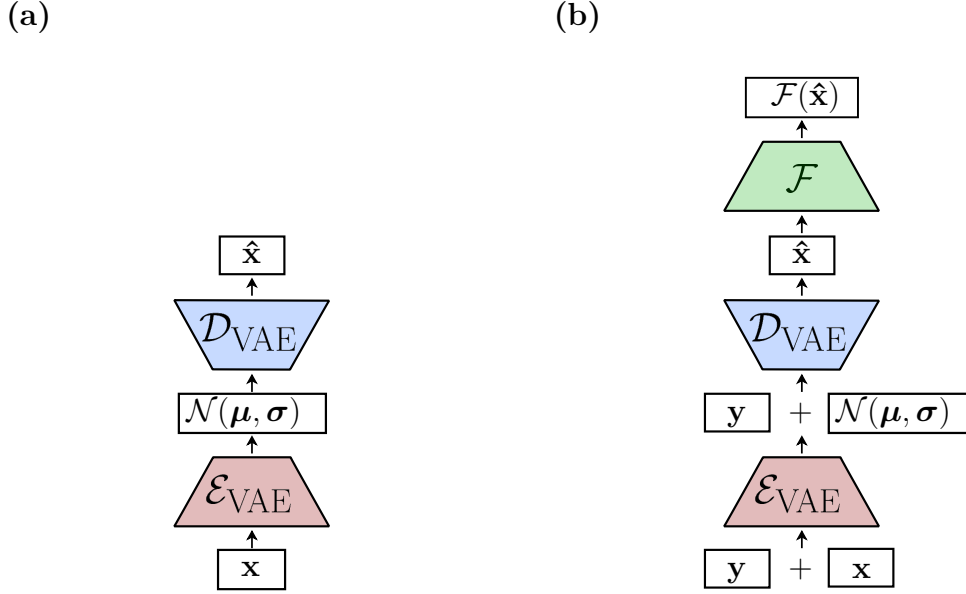 (a)
x̂
𝒟VAE
𝒩(μ, σ)
ℰVAE
x
(b)
ℱ(x̂)
ℱ
x̂
𝒟VAE
y + 𝒩(μ, σ)
ℰVAE
y + x